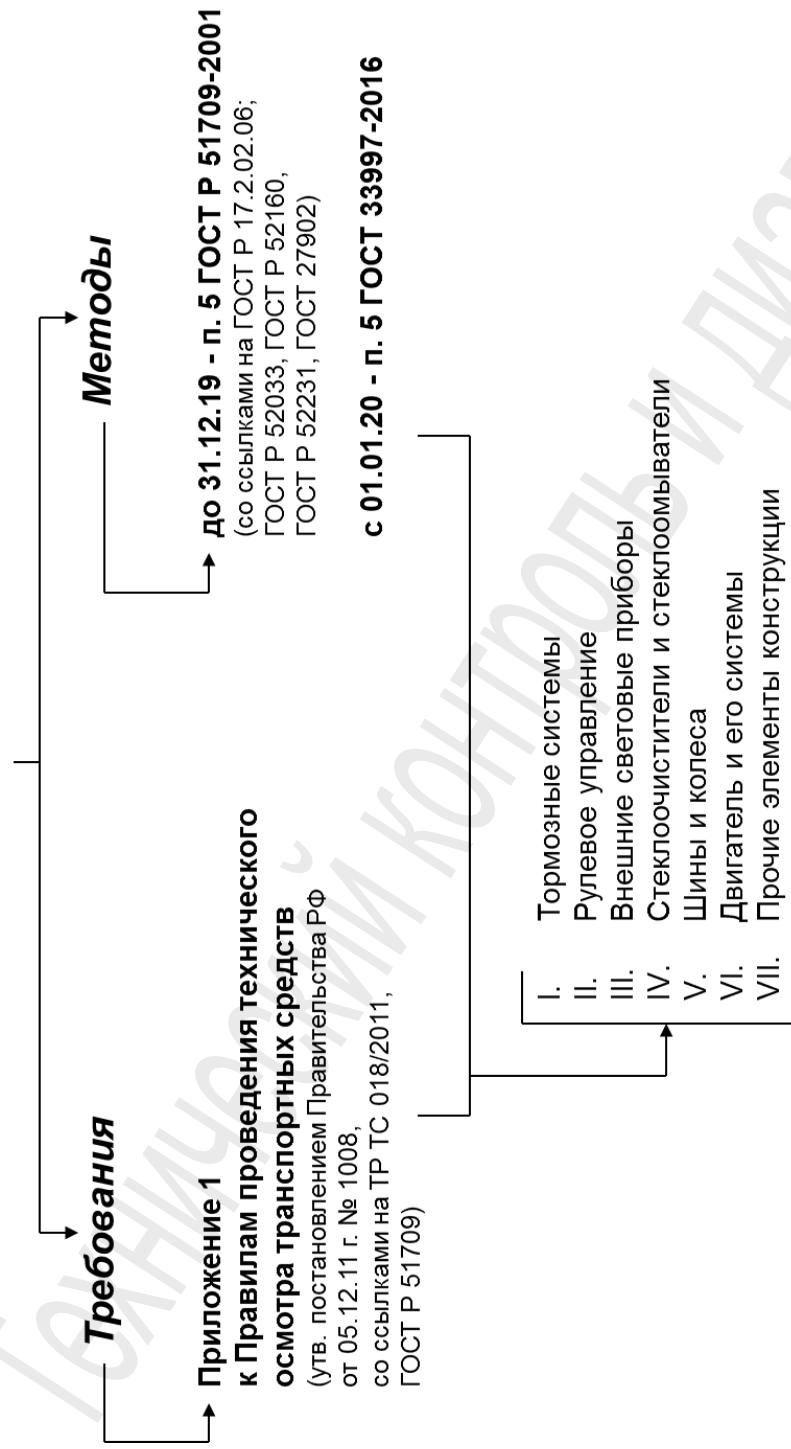 Требования
Приложение 1
к Правилам проведения технического
осмотра транспортных средств
(утв. постановлением Правительства РФ
от 05.12.11 г. № 1008,
со ссылками на ТР ТС 018/2011,
ГОСТ Р 51709)
Методы
до 31.12.19 - п. 5 ГОСТ Р 51709-2001
(со ссылками на ГОСТ Р 17.2.02.06;
ГОСТ Р 52033, ГОСТ Р 52160,
ГОСТ Р 52231, ГОСТ 27902)
с 01.01.20 - п. 5 ГОСТ 33997-2016
I. Тормозные системы
II. Рулевое управление
III. Внешние световые приборы
IV. Стеклоочистители и стеклоомыватели
V. Шины и колеса
VI. Двигатель и его системы
VII. Прочие элементы конструкции
Технический контроль и диаг